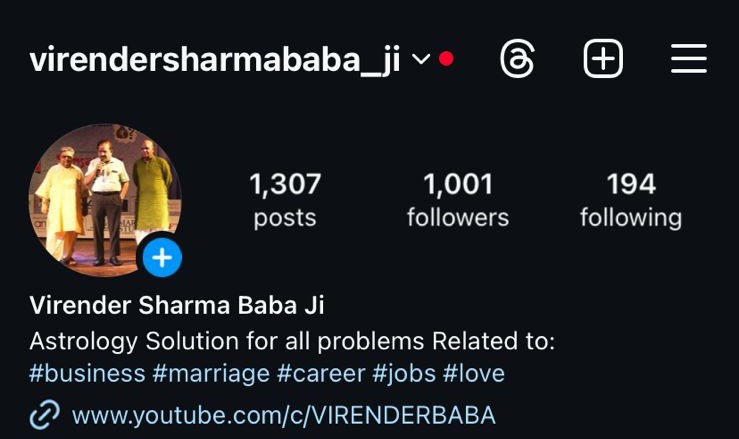 virendersharmababa_ji
1,307 1,001 194
posts followers following
Virender Sharma Baba Ji
Astrology Solution for all problems Related to:
#business #marriage #career #jobs #love
www.youtube.com/c/VIRENDERBABA